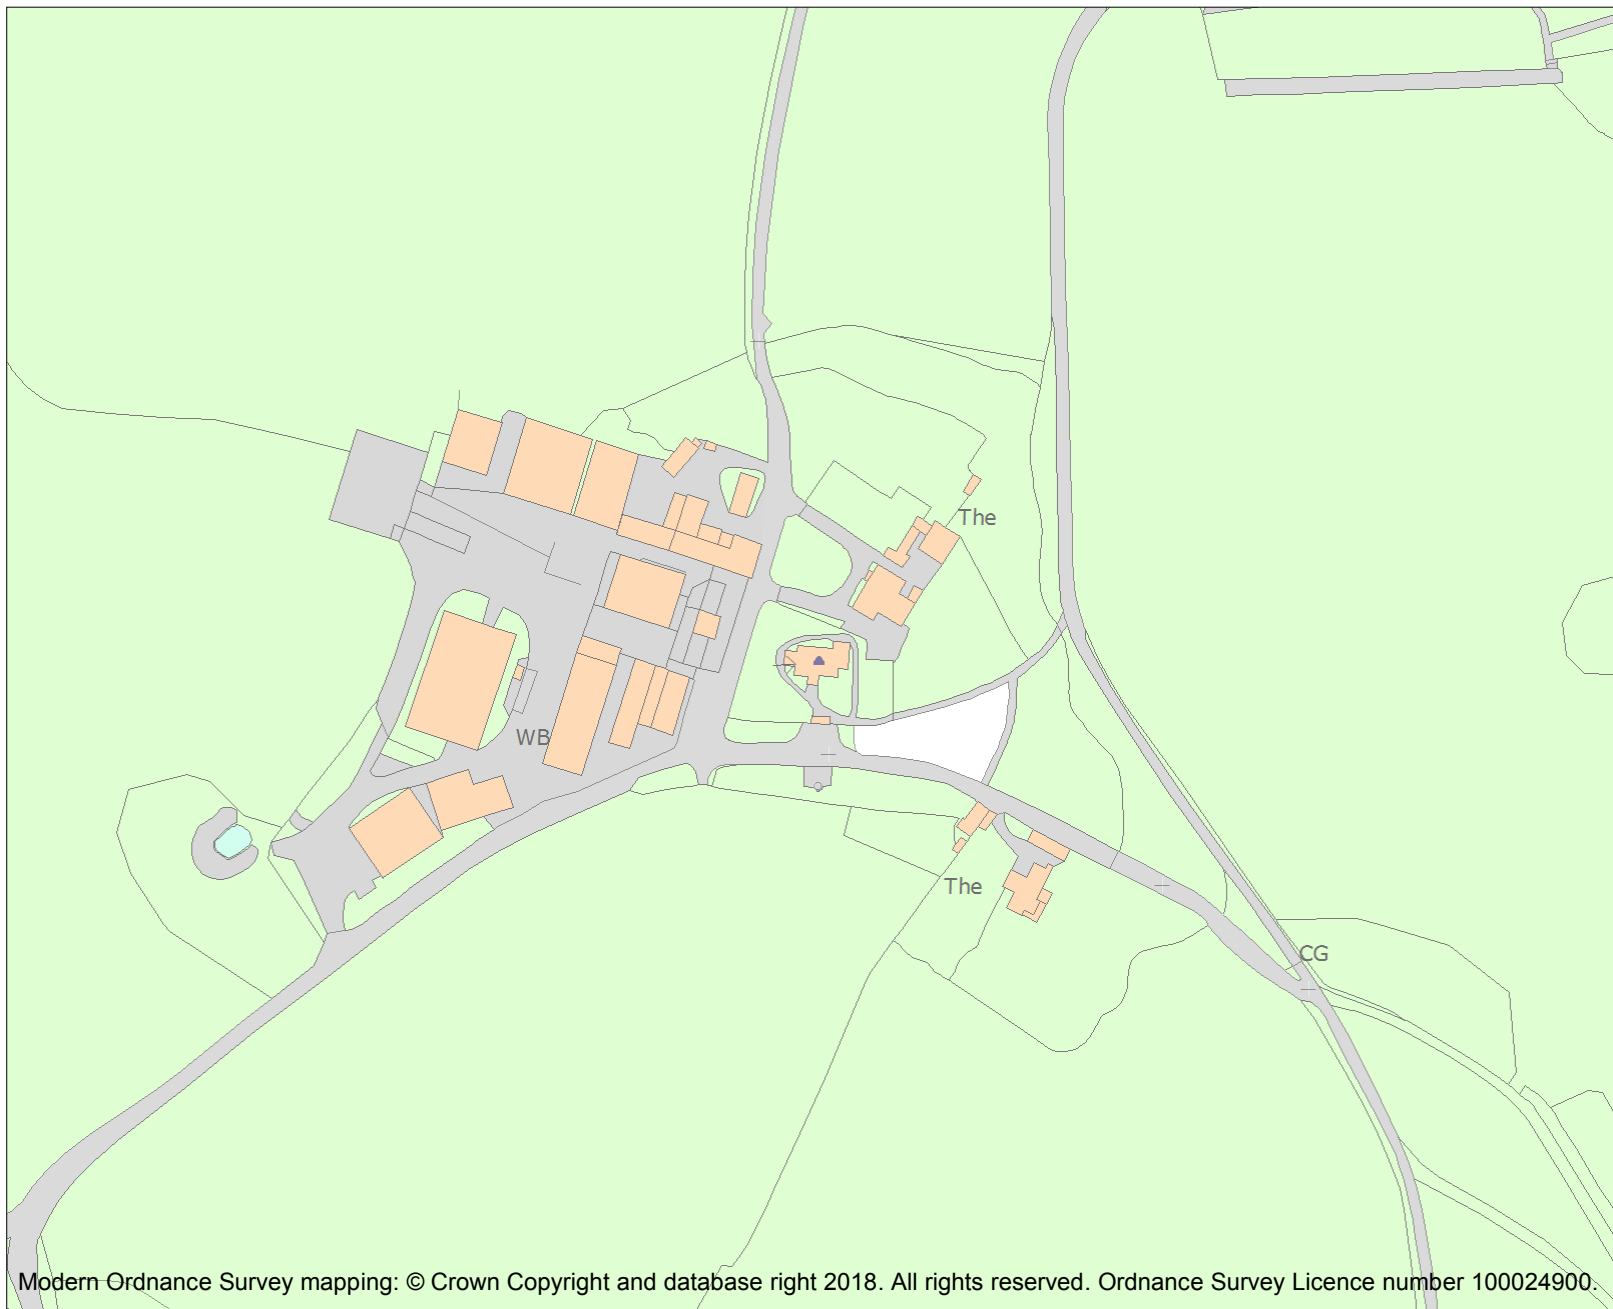 The
WB
The
CG
Modern Ordnance Survey mapping: © Crown Copyright and database right 2018. All rights reserved. Ordnance Survey Licence number 100024900.